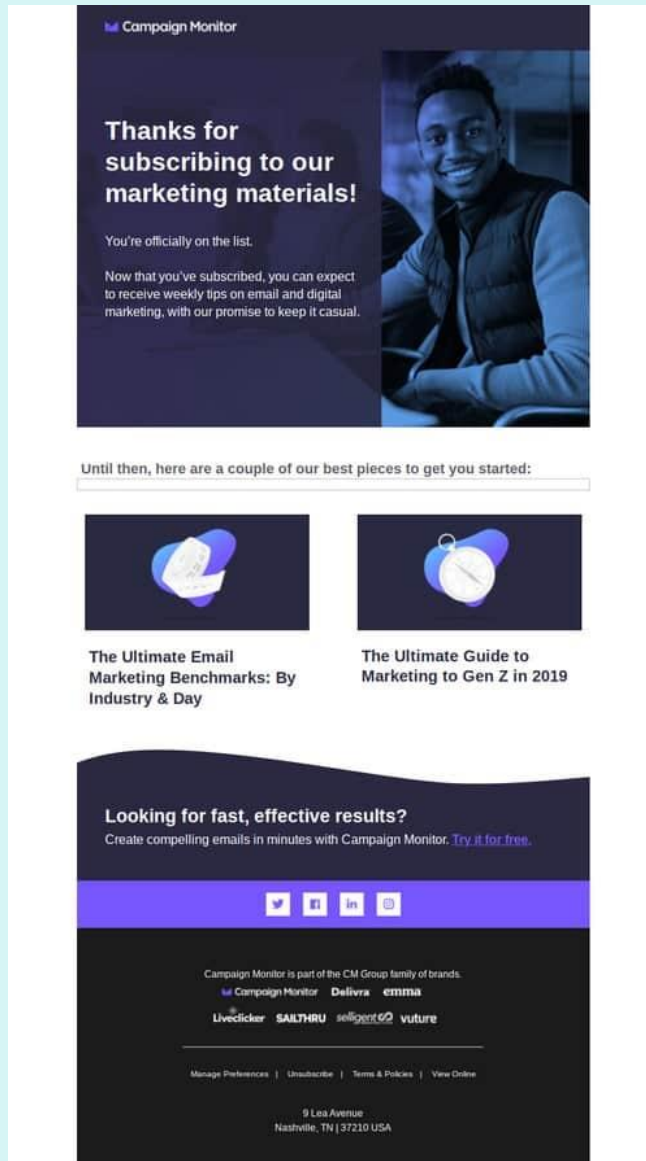 Campaign Monitor
Thanks for
subscribing to our
marketing materials!
You're officially on the list.
Now that you've subscribed, you can expect
to receive weekly tips on email and digital
marketing, with our promise to keep it casual.
Until then, here are a couple of our best pieces to get you started:
The Ultimate Email
Marketing Benchmarks: By
Industry & Day
The Ultimate Guide to
Marketing to Gen Z in 2019
Looking for fast, effective results?
Create compelling emails in minutes with Campaign Monitor. Try it for free.
Campaign Monitor is part of the CM Group family of brands.
Campaign Monitor Delivra emma
Liveclicker SAILTHRU selligent vuture
Manage Preferences | Unsubscribe | Terms & Policies | View Online
9 Lea Avenue
Nashville, TN | 37210 USA